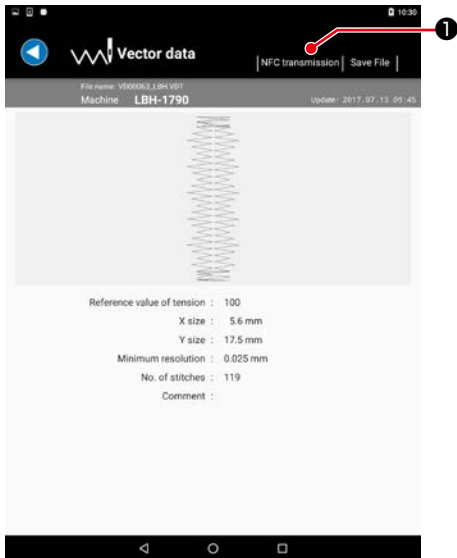 10:30
❶
Vector data
NFC transmission Save File
File name: VD00063_LBH.VDT
Machine LBH-1790 Update: 2017.07.13 09:45
Reference value of tension : 100
X size : 5.6 mm
Y size : 17.5 mm
Minimum resolution : 0.025 mm
No. of stitches : 119
Comment :